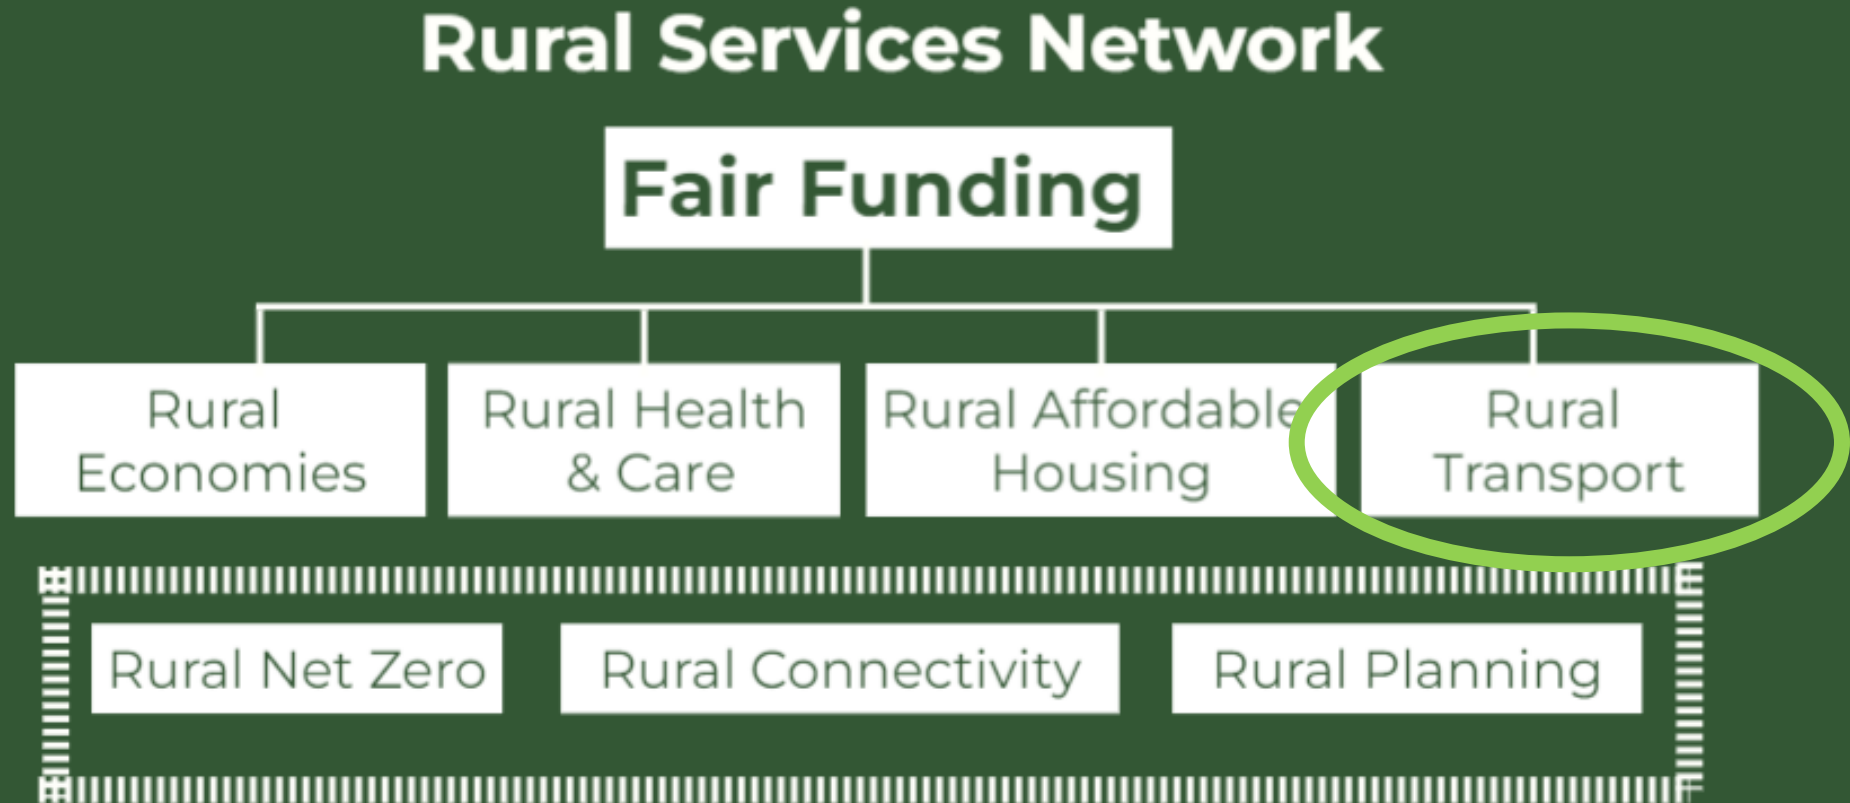 Rural Services Network
Fair Funding
Rural
Economies
Rural Health
& Care
Rural Affordable
Housing
Rural
Transport
Rural Net Zero
Rural Connectivity
Rural Planning